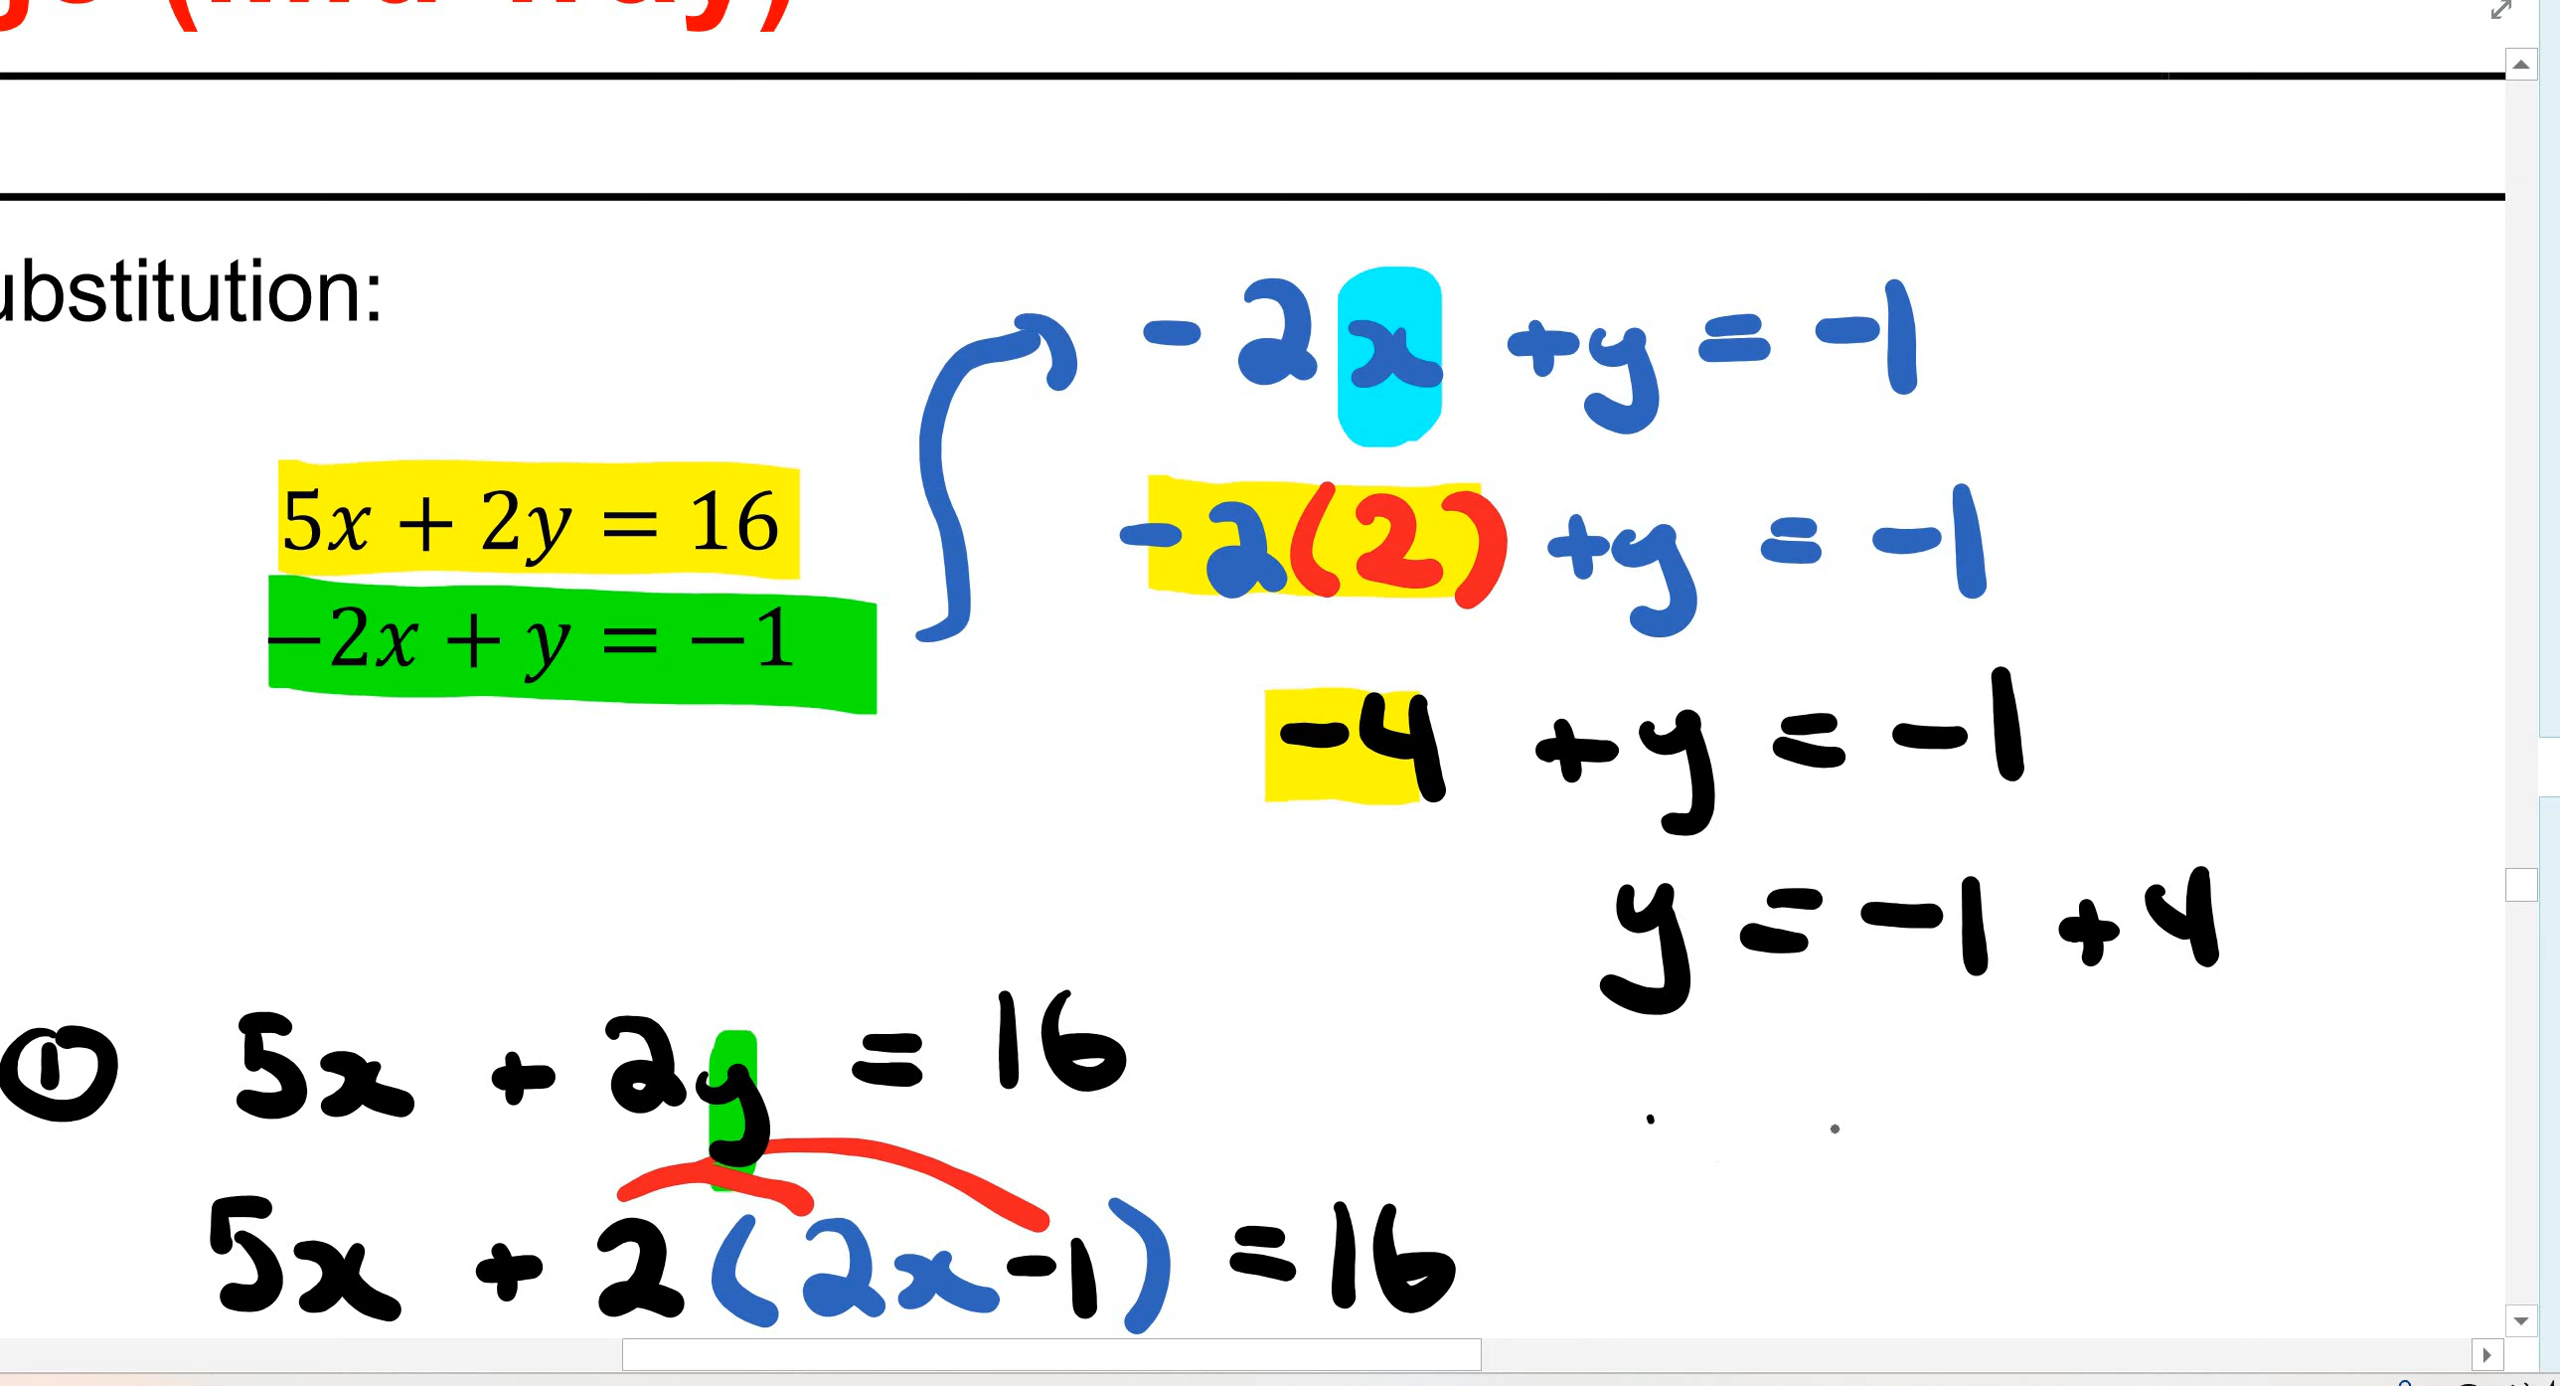 ubstitution:
5x + 2y = 16
−2x + y = −1
-2x + y = -1
-2(2) + y = -1
-4 + y = -1
y = -1 + 4
① 5x + 2y = 16
5x + 2(2x - 1) = 16